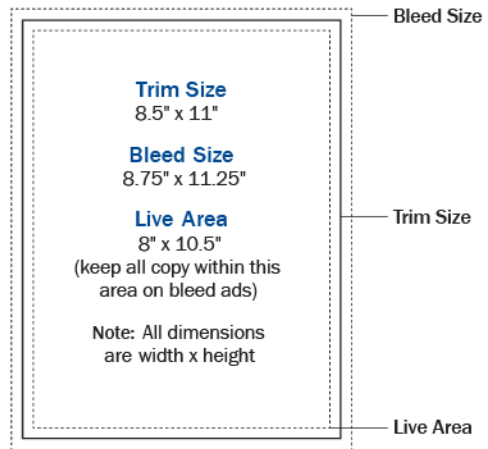 Bleed Size
Trim Size
8.5" x 11"
Bleed Size
8.75" x 11.25"
Live Area
8" x 10.5"
(keep all copy within this
area on bleed ads)
Note: All dimensions
are width x height
Trim Size
Live Area